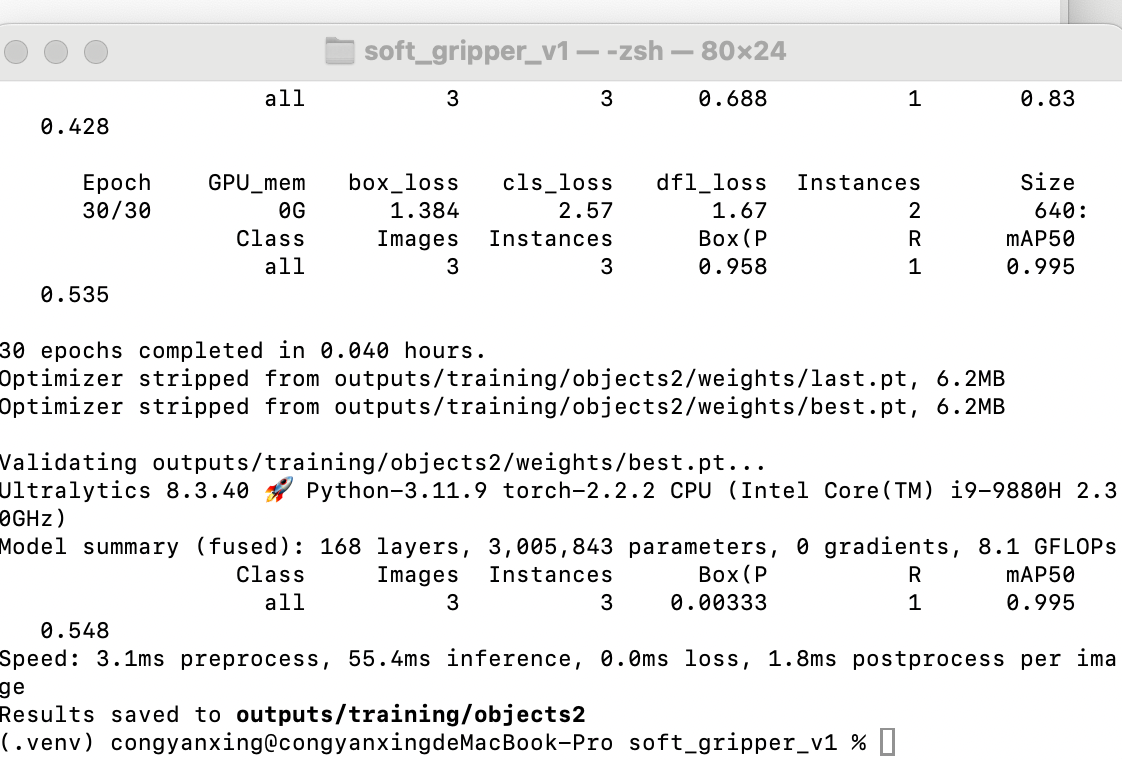 soft_gripper_v1 — -zsh — 80×24
all 3 3 0.688 1 0.83
0.428
Epoch GPU_mem box_loss cls_loss dfl_loss Instances Size
30/30 0G 1.384 2.57 1.67 2 640:
Class Images Instances Box(P R mAP50
all 3 3 0.958 1 0.995
0.535
30 epochs completed in 0.040 hours.
Optimizer stripped from outputs/training/objects2/weights/last.pt, 6.2MB
Optimizer stripped from outputs/training/objects2/weights/best.pt, 6.2MB
Validating outputs/training/objects2/weights/best.pt...
Ultralytics 8.3.40 🚀 Python-3.11.9 torch-2.2.2 CPU (Intel Core(TM) i9-9880H 2.3
0GHz)
Model summary (fused): 168 layers, 3,005,843 parameters, 0 gradients, 8.1 GFLOPs
Class Images Instances Box(P R mAP50
all 3 3 0.00333 1 0.995
0.548
Speed: 3.1ms preprocess, 55.4ms inference, 0.0ms loss, 1.8ms postprocess per ima
ge
Results saved to outputs/training/objects2
(.venv) congyanxing@congyanxingdeMacBook-Pro soft_gripper_v1 %